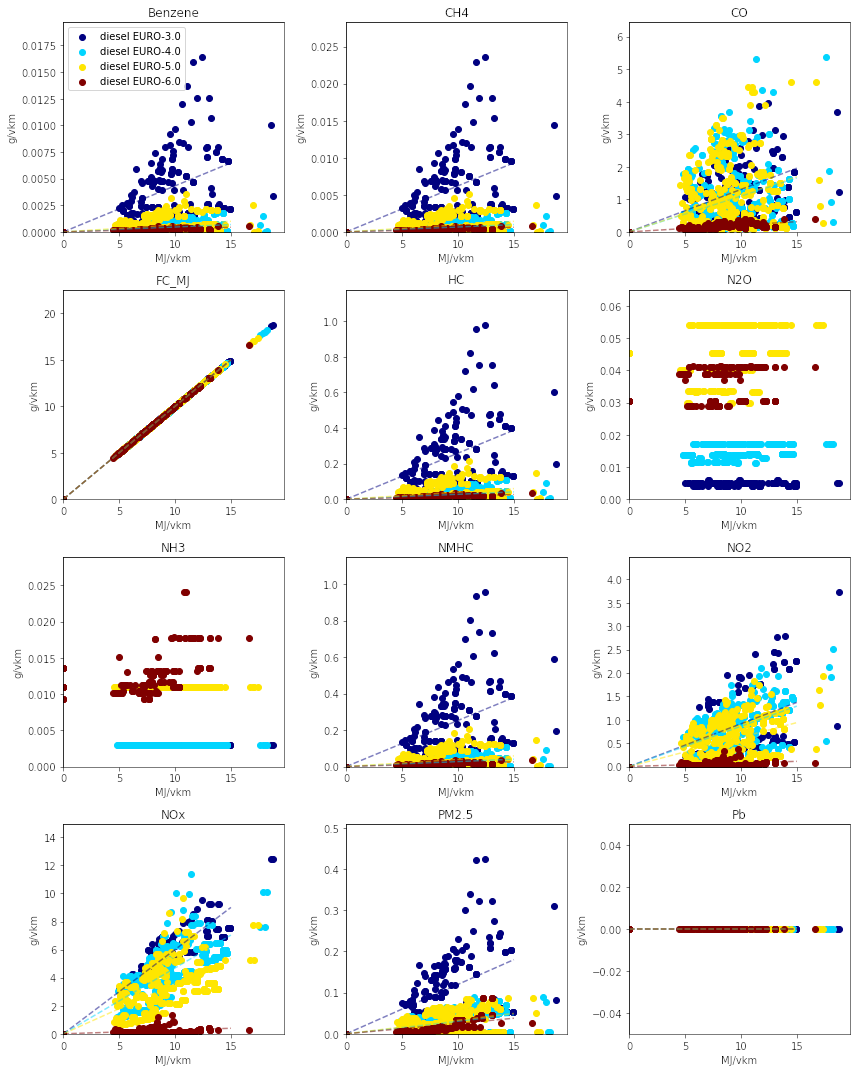 Benzene
0.0175
0.0150
0.0125
0.0100
0.0075
0.0050
0.0025
0.0000
g/vkm
diesel EURO-3.0
diesel EURO-4.0
diesel EURO-5.0
diesel EURO-6.0
0 5 10 15
MJ/vkm
CH4
0.025
0.020
0.015
0.010
0.005
0.000
g/vkm
0 5 10 15
MJ/vkm
CO
6
5
4
3
2
1
0
g/vkm
0 5 10 15
MJ/vkm
FC_MJ
20
15
10
5
0
g/vkm
0 5 10 15
MJ/vkm
HC
1.0
0.8
0.6
0.4
0.2
0.0
g/vkm
0 5 10 15
MJ/vkm
N2O
0.06
0.05
0.04
0.03
0.02
0.01
0.00
g/vkm
0 5 10 15
MJ/vkm
NH3
0.025
0.020
0.015
0.010
0.005
0.000
g/vkm
0 5 10 15
MJ/vkm
NMHC
1.0
0.8
0.6
0.4
0.2
0.0
g/vkm
0 5 10 15
MJ/vkm
NO2
4.0
3.5
3.0
2.5
2.0
1.5
1.0
0.5
0.0
g/vkm
0 5 10 15
MJ/vkm
NOx
14
12
10
8
6
4
2
0
g/vkm
0 5 10 15
MJ/vkm
PM2.5
0.5
0.4
0.3
0.2
0.1
0.0
g/vkm
0 5 10 15
MJ/vkm
Pb
0.04
0.02
0.00
−0.02
−0.04
g/vkm
0 5 10 15
MJ/vkm